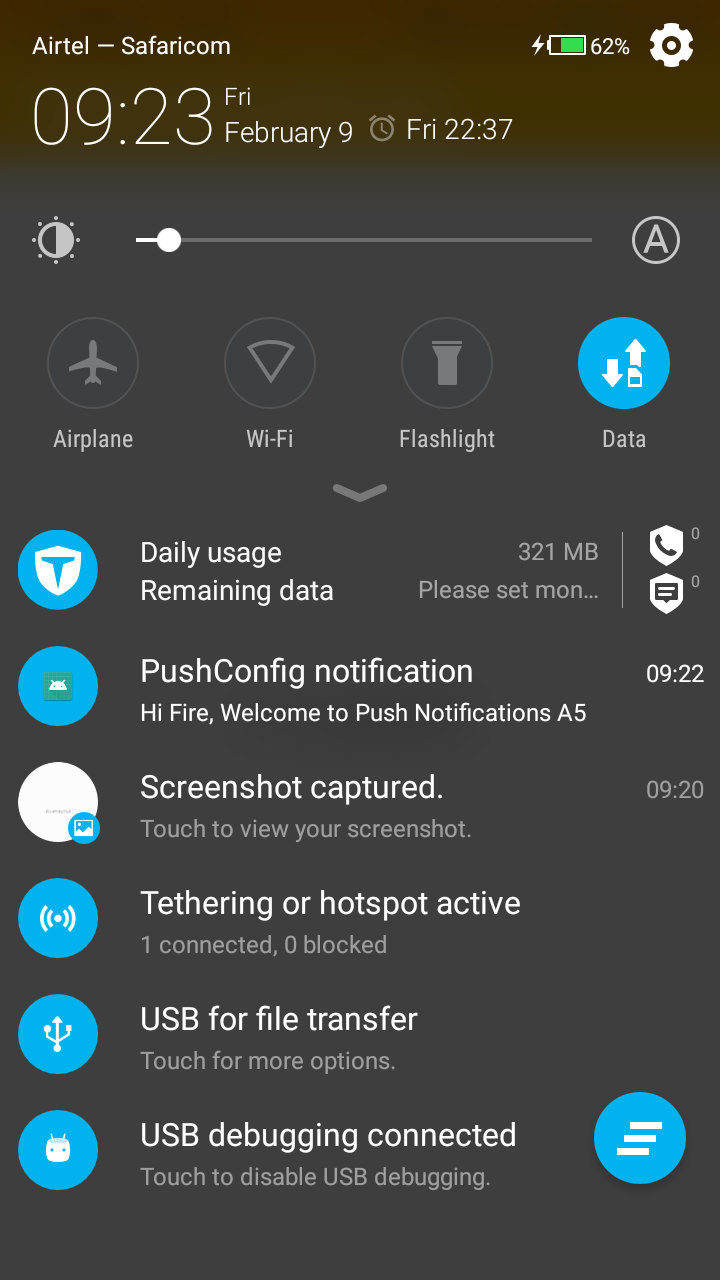 Airtel — Safaricom
62%
09:23
Fri
February 9
Fri 22:37
A
Airplane
Wi-Fi
Flashlight
Data
Daily usage 321 MB
0
Remaining data Please set mon...
0
PushConfig notification 09:22
Hi Fire, Welcome to Push Notifications A5
Screenshot captured. 09:20
Touch to view your screenshot.
Tethering or hotspot active
1 connected, 0 blocked
USB for file transfer
Touch for more options.
USB debugging connected
Touch to disable USB debugging.